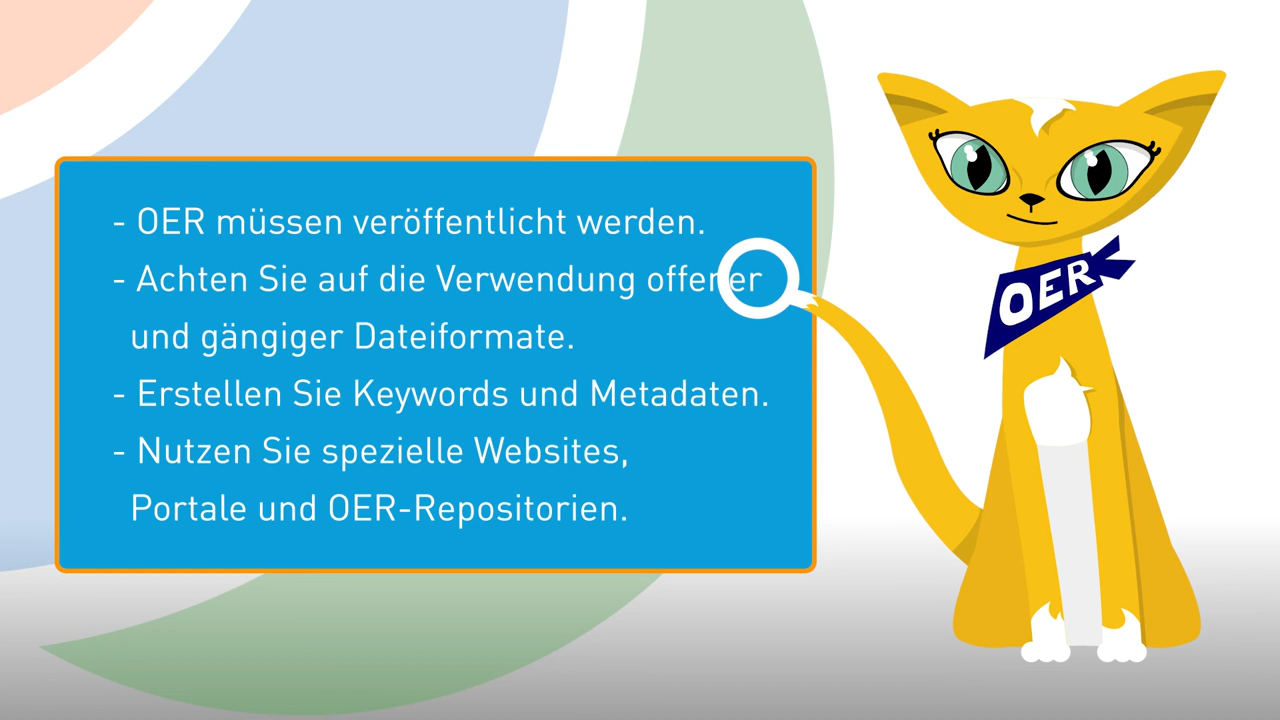 - OER müssen veröffentlicht werden.
- Achten Sie auf die Verwendung offener
und gängiger Dateiformate.
- Erstellen Sie Keywords und Metadaten.
- Nutzen Sie spezielle Websites,
Portale und OER-Repositorien.
OER